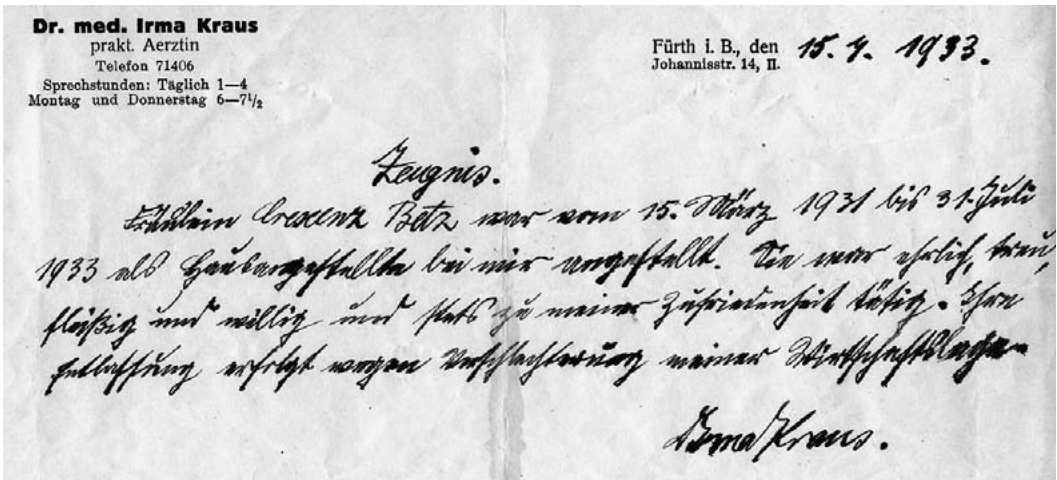 Dr. med. Irma Kraus
prakt. Aerztin
Telefon 71406
Sprechstunden: Täglich 1—4
Montag und Donnerstag 6—7½
Fürth i. B., den 15. 7. 1933.
Johannisstr. 14, II.
Zeugnis.
Fräulein Crescenz Betz war vom 15. März 1931 bis 31. Juli
1933 als Hausangestellte bei mir angestellt. Sie war ehrlich, treu,
fleißig und willig und stets zu meiner Zufriedenheit tätig. Ihre
Entlassung erfolgt wegen Verschlechterung meiner Wirtschaftslage.
Irma Kraus.